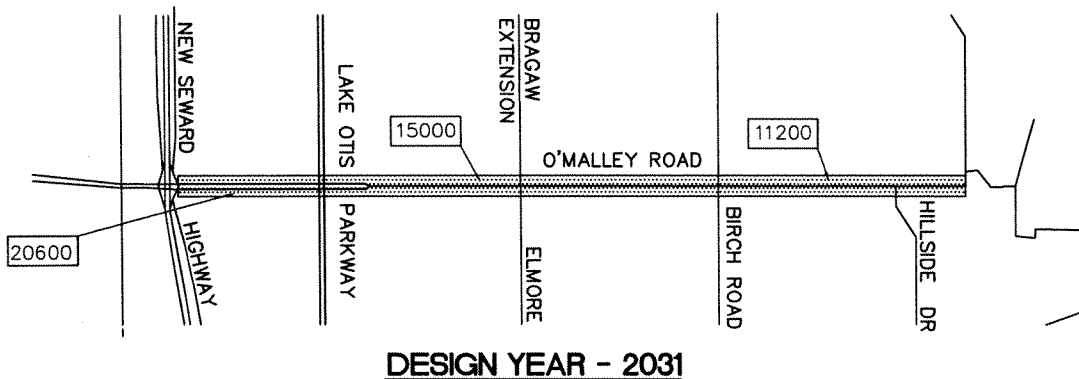 NEW SEWARD
HIGHWAY
LAKE OTIS
PARKWAY
BRAGAW
EXTENSION
ELMORE
15000
O'MALLEY ROAD
11200
BIRCH ROAD
HILLSIDE DR
20600
DESIGN YEAR - 2031